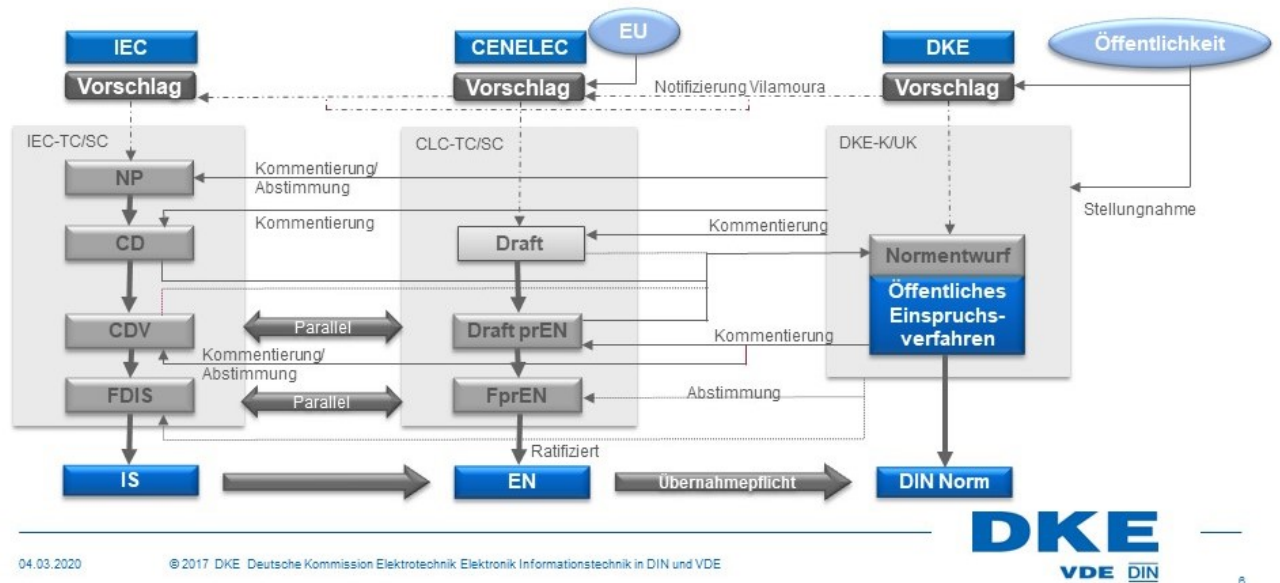 IEC
CENELEC
EU
DKE
Öffentlichkeit
Vorschlag
Vorschlag
Notifizierung Vilamoura
Vorschlag
IEC-TC/SC
CLC-TC/SC
DKE-K/UK
NP
Kommentierung/
Abstimmung
Stellungnahme
CD
Kommentierung
Draft
Kommentierung
Normentwurf
Öffentliches
Einspruchs-
verfahren
CDV
Parallel
Draft prEN
Kommentierung
Kommentierung/
Abstimmung
FDIS
Parallel
FprEN
Abstimmung
Ratifiziert
IS
EN
Übernahmepflicht
DIN Norm
DKE
VDE DIN
04.03.2020
© 2017 DKE Deutsche Kommission Elektrotechnik Elektronik Informationstechnik in DIN und VDE
6